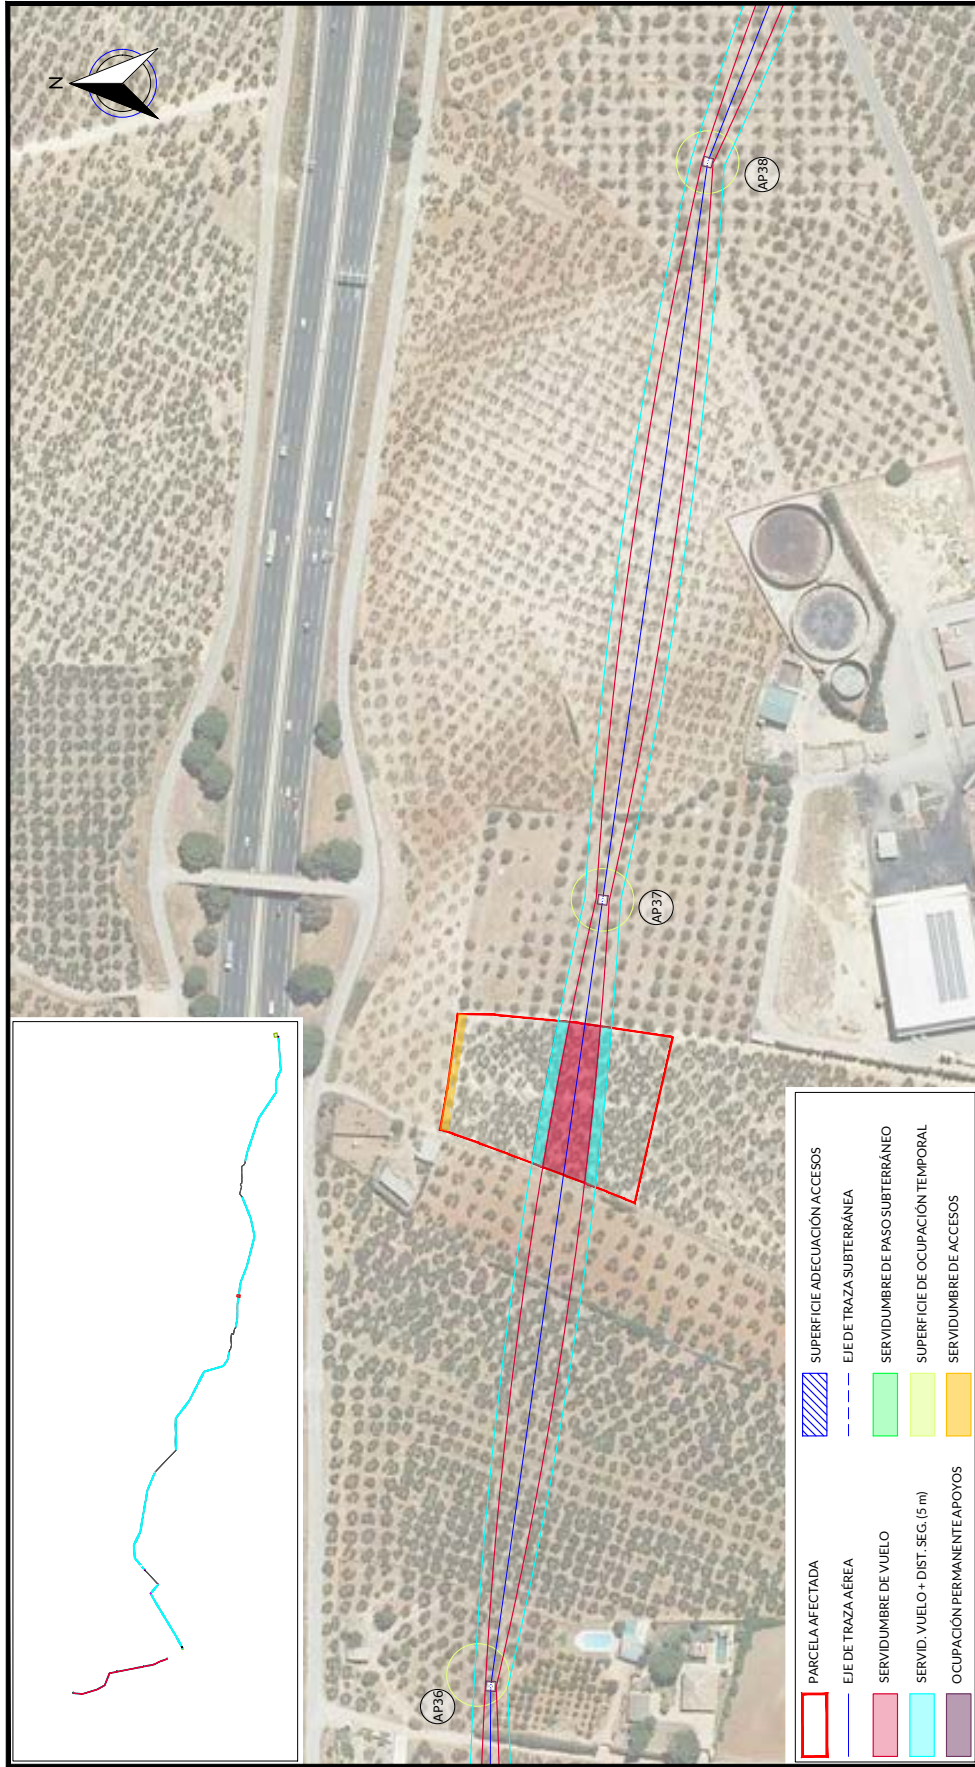 N
AP38
AP37
AP36
PARCELA AFECTADA
EJE DE TRAZA AÉREA
SERVIDUMBRE DE VUELO
SERVID. VUELO + DIST. SEG. (5 m)
OCUPACIÓN PERMANENTE APOYOS
SUPERFICIE ADECUACIÓN ACCESOS
EJE DE TRAZA SUBTERRÁNEA
SERVIDUMBRE DE PASO SUBTERRÁNEO
SUPERFICIE DE OCUPACIÓN TEMPORAL
SERVIDUMBRE DE ACCESOS